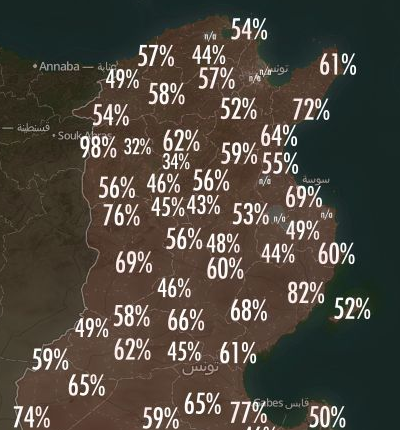 54%
n/a
57% 44%
Annaba — عنابة
n/a تونس 61%
49% 57% n/a
58%
54% 52% 72%
قسنطينة —
Souk Ahras 64%
98% 32% 62%
34% 59% 55%
56% 46% 56% n/a سوسة
69%
76% 45% 43% 53% n/a n/a
49%
56% 48% 44% 60%
69% 60%
46% 82%
52%
58% 66% 68%
49%
62% 45% 61%
59% تونس
65%
65% Gabes قابس
74% 59% 77% 50%